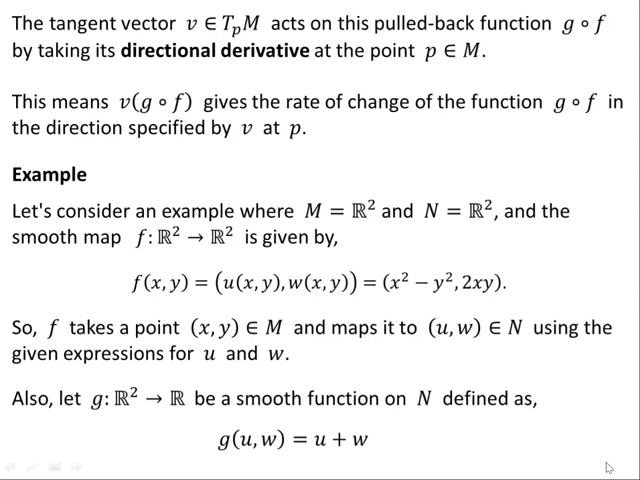 The tangent vector v ∈ TₚM acts on this pulled-back function g ∘ f
by taking its directional derivative at the point p ∈ M.
This means v(g ∘ f) gives the rate of change of the function g ∘ f in
the direction specified by v at p.
Example
Let's consider an example where M = ℝ² and N = ℝ², and the
smooth map f: ℝ² → ℝ² is given by,
f(x, y) = (u(x, y), w(x, y)) = (x² − y², 2xy).
So, f takes a point (x, y) ∈ M and maps it to (u, w) ∈ N using the
given expressions for u and w.
Also, let g: ℝ² → ℝ be a smooth function on N defined as,
g(u, w) = u + w